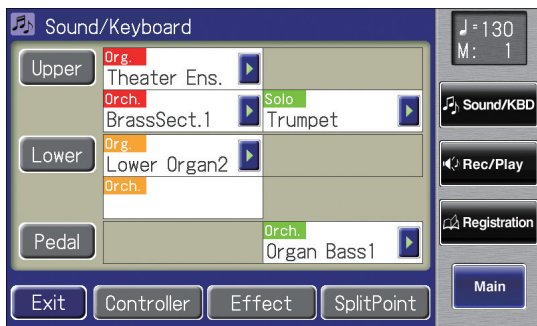 Sound/Keyboard
♩=130
M: 1
Upper
Org.
Theater Ens.
Orch.
BrassSect.1
Solo
Trumpet
Lower
Org.
Lower Organ2
Orch.
Pedal
Orch.
Organ Bass1
Exit
Controller
Effect
SplitPoint
Sound/KBD
Rec/Play
Registration
Main